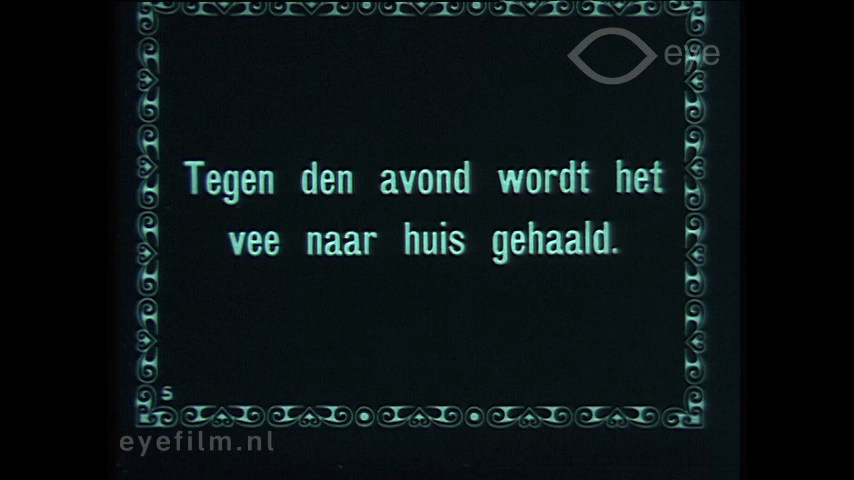 eye
Tegen den avond wordt het
vee naar huis gehaald.
5
eyefilm.nl